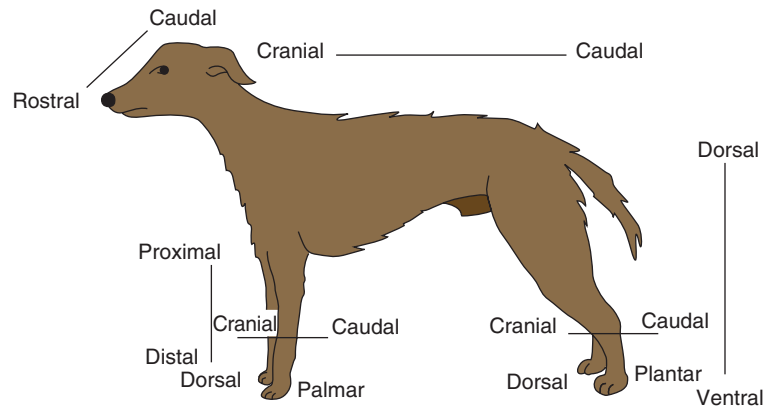 Caudal
Cranial Caudal
Rostral
Dorsal
Proximal
Cranial Caudal
Cranial Caudal
Distal
Dorsal Palmar
Dorsal Plantar
Ventral